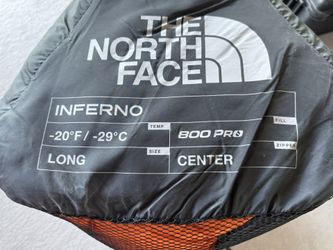 THE
NORTH
FACE
INFERNO
-20°F / -29°C TEMP 800 PRO FILL
LONG SIZE CENTER ZIPPER